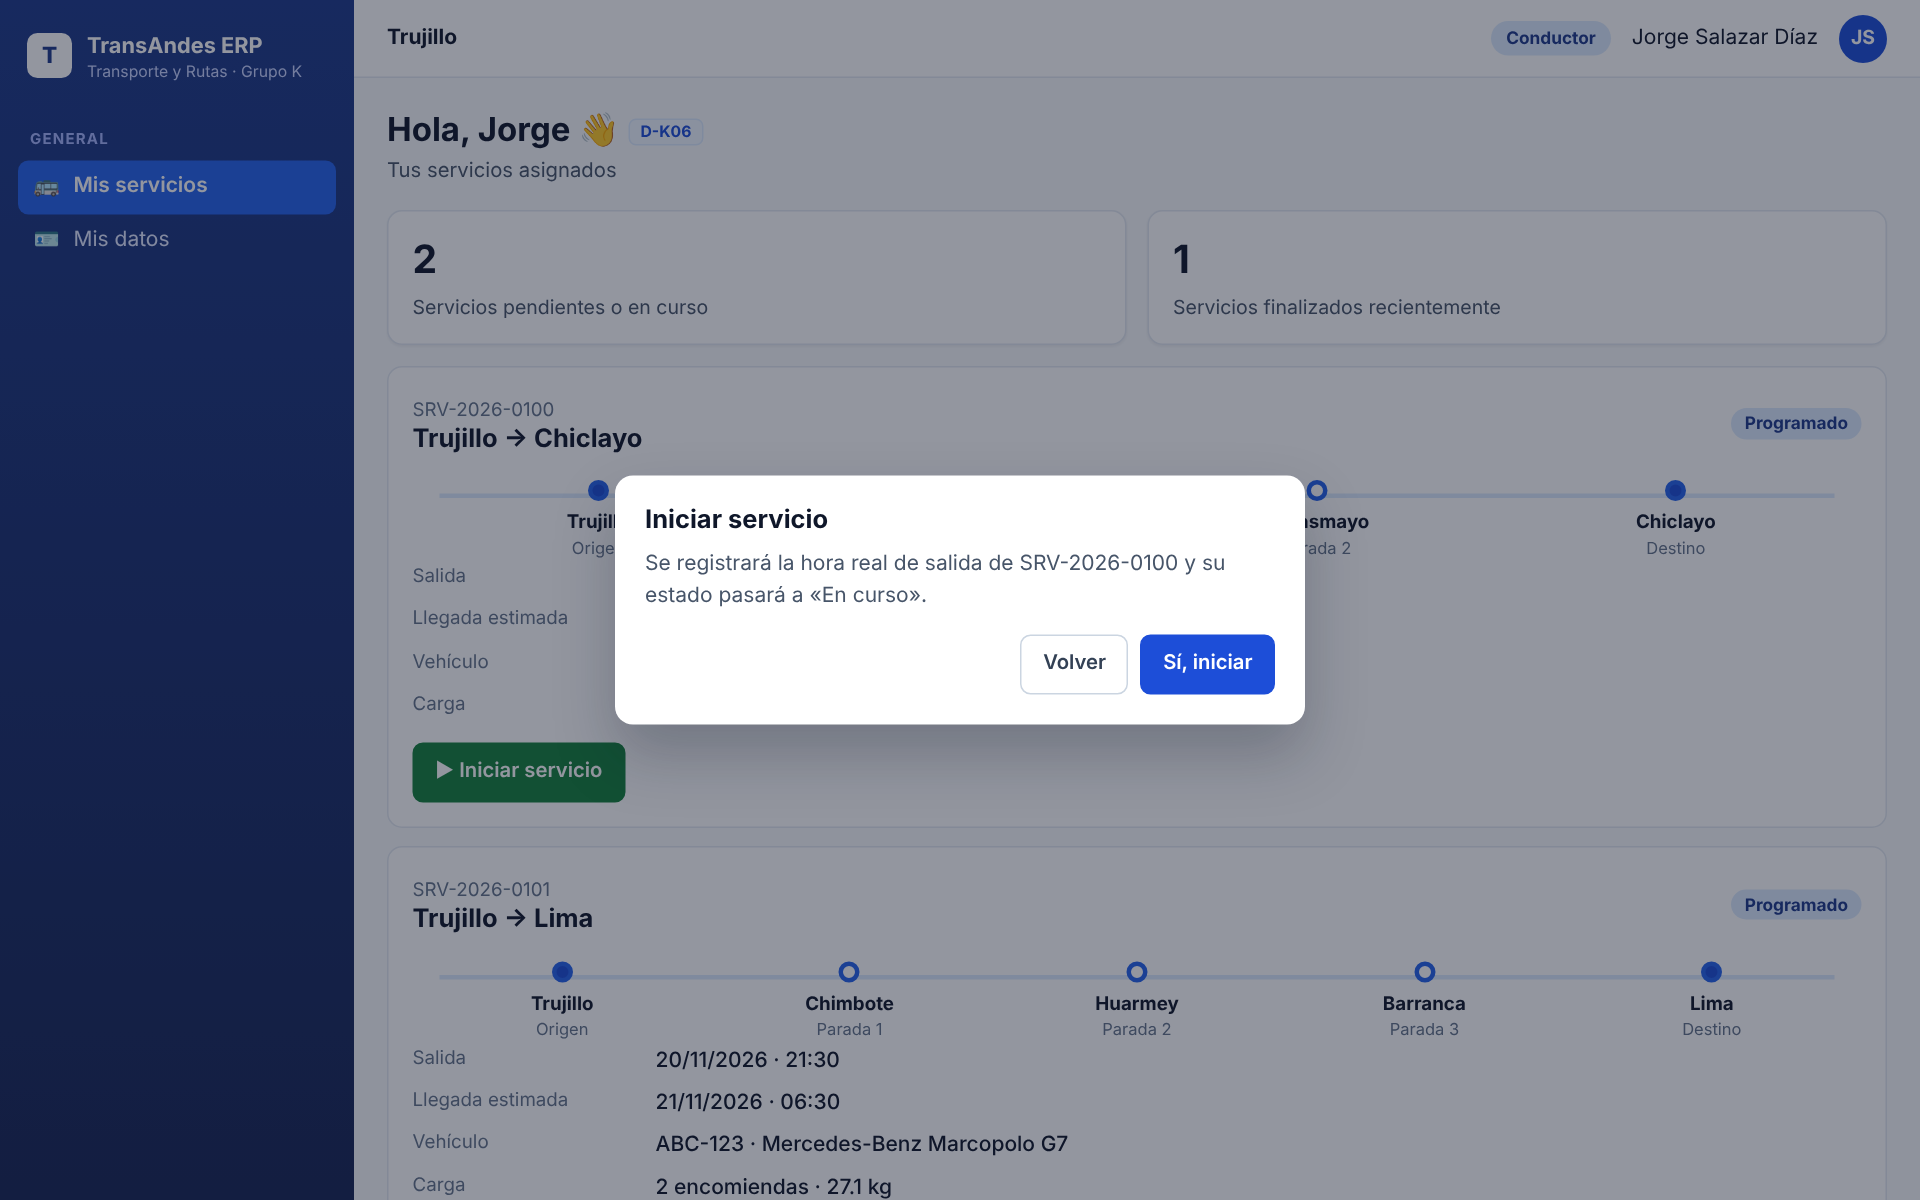 T
TransAndes ERP
Transporte y Rutas · Grupo K
GENERAL
Mis servicios
Mis datos
Trujillo
Conductor
Jorge Salazar Díaz
JS
Hola, Jorge 👋
D-K06
Tus servicios asignados
2
Servicios pendientes o en curso
1
Servicios finalizados recientemente
SRV-2026-0100
Trujillo → Chiclayo
Programado
Chiclayo
Destino
Salida
Llegada estimada
Vehículo
Carga
▶ Iniciar servicio
Iniciar servicio
Se registrará la hora real de salida de SRV-2026-0100 y su
estado pasará a «En curso».
Volver
Sí, iniciar
SRV-2026-0101
Trujillo → Lima
Programado
Trujillo
Origen
Chimbote
Parada 1
Huarmey
Parada 2
Barranca
Parada 3
Lima
Destino
Salida
20/11/2026 · 21:30
Llegada estimada
21/11/2026 · 06:30
Vehículo
ABC-123 · Mercedes-Benz Marcopolo G7
Carga
2 encomiendas · 27.1 kg